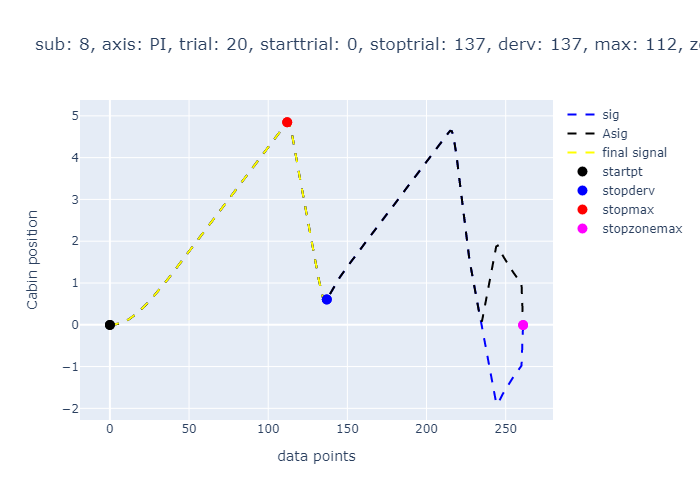 sub: 8, axis: PI, trial: 20, starttrial: 0, stoptrial: 137, derv: 137, max: 112,
5
4
3
2
1
0
−1
−2
Cabin position
0
50
100
150
200
250
data points
sig
Asig
final signal
startpt
stopderv
stopmax
stopzonemax